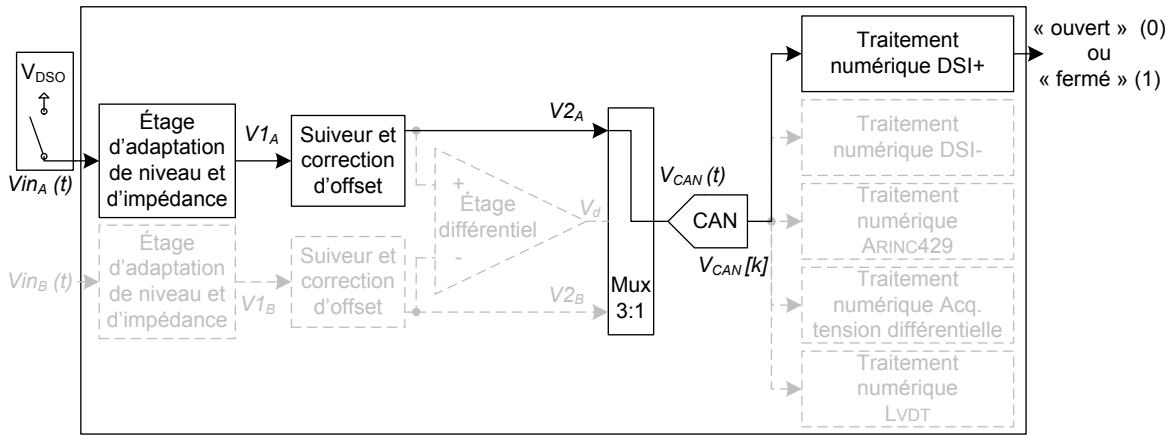 V_DSO
Vin_A (t)
Étage
d'adaptation
de niveau et
d'impédance
V1_A
Suiveur et
correction
d'offset
V2_A
+
Étage
différentiel
-
V_d
Mux
3:1
V_CAN (t)
CAN
V_CAN [k]
Traitement
numérique DSI+
« ouvert » (0)
ou
« fermé » (1)
Traitement
numérique DSI-
Traitement
numérique
ARINC429
Traitement
numérique Acq.
tension différentielle
Traitement
numérique
LVDT
Vin_B (t)
Étage
d'adaptation
de niveau et
d'impédance
V1_B
Suiveur et
correction
d'offset
V2_B